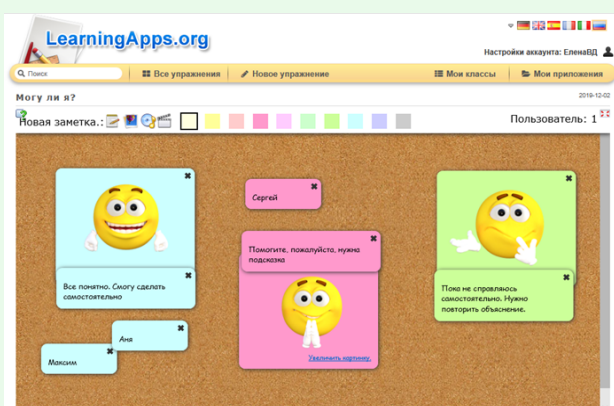 LearningApps.org
Настройки аккаунта: ЕленаВД
Поиск
Все упражнения
Новое упражнение
Мои классы
Мои приложения
Могу ли я?
2019-12-02
Новая заметка.:
Пользователь: 1
Все понятно. Смогу сделать
самостоятельно
Аня
Максим
Сергей
Помогите, пожалуйста, нужна
подсказка
Увеличить картинку.
Пока не справляюсь
самостоятельно. Нужно
повторить объяснение.